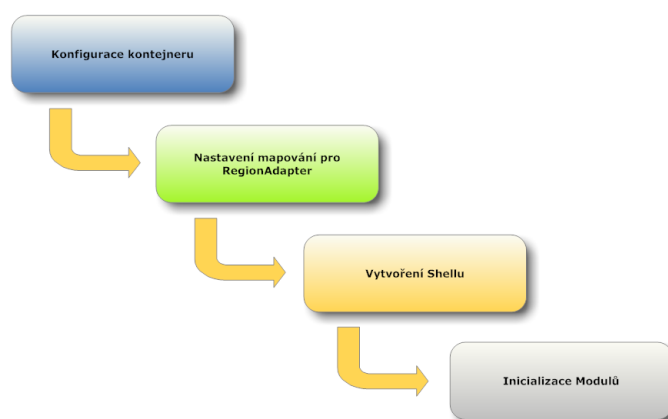 Konfigurace kontejneru
Nastavení mapování pro
RegionAdapter
Vytvoření Shellu
Inicializace Modulů